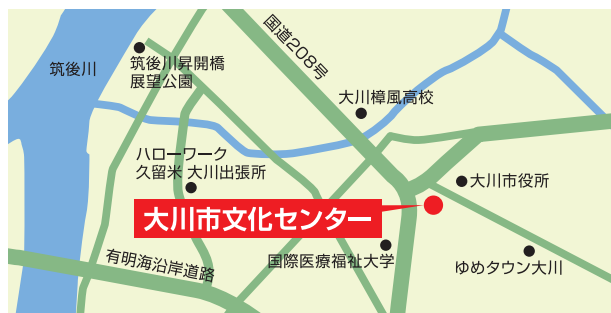 国道208号
筑後川
筑後川昇開橋
展望公園
大川樟風高校
ハローワーク
久留米 大川出張所
大川市役所
大川市文化センター
有明海沿岸道路
国際医療福祉大学
ゆめタウン大川